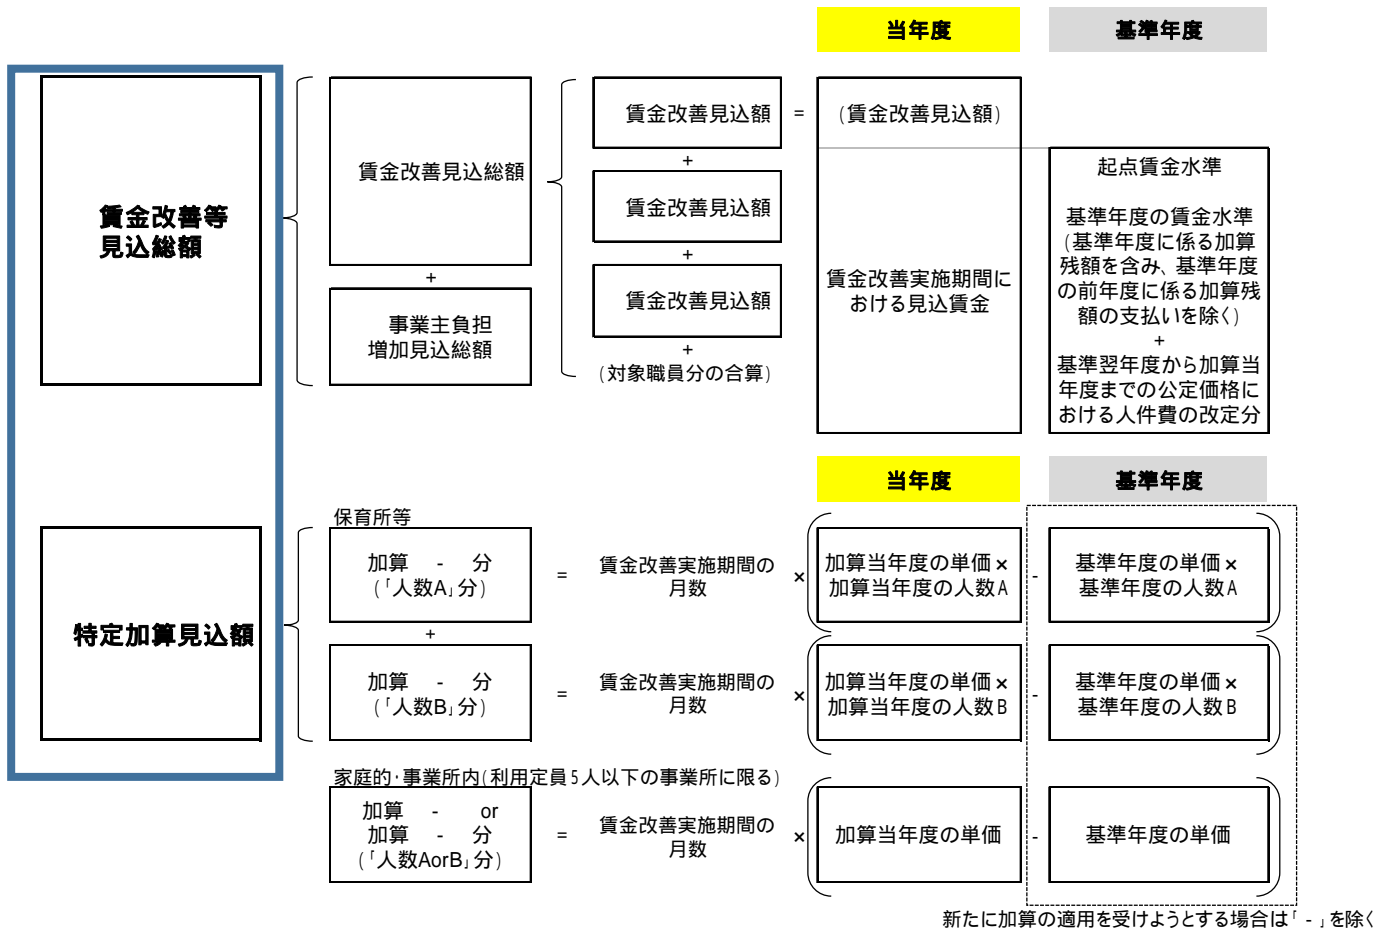 当年度
基準年度
賃金改善等
見込総額
賃金改善見込総額
+
事業主負担
増加見込総額
賃金改善見込額
+
賃金改善見込額
+
賃金改善見込額
+
(対象職員分の合算)
=
(賃金改善見込額)
賃金改善実施期間に
おける見込賃金
起点賃金水準
基準年度の賃金水準
(基準年度に係る加算
残額を含み、基準年度
の前年度に係る加算残
額の支払いを除く)
+
基準翌年度から加算当
年度までの公定価格に
おける人件費の改定分
当年度
基準年度
特定加算見込額
保育所等
加算 - 分
(「人数A」分)
=
賃金改善実施期間の
月数
×
加算当年度の単価×
加算当年度の人数A
-
基準年度の単価×
基準年度の人数A
+
加算 - 分
(「人数B」分)
=
賃金改善実施期間の
月数
×
加算当年度の単価×
加算当年度の人数B
-
基準年度の単価×
基準年度の人数B
家庭的・事業所内(利用定員5人以下の事業所に限る)
加算 - or
加算 - 分
(「人数AorB」分)
=
賃金改善実施期間の
月数
×
加算当年度の単価
-
基準年度の単価
新たに加算の適用を受けようとする場合は「-」を除く